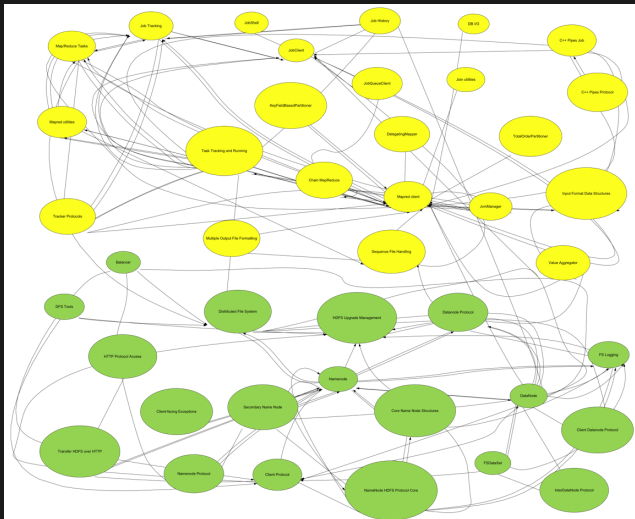 Job History
JobShell
DB I/O
Job Tracking
C++ Pipes Job
Map/Reduce Tasks
JobClient
Join utilities
JobQueueClient
C++ Pipes Protocol
KeyFieldBasedPartitioner
Mapred utilities
DelegatingMapper
TotalOrderPartitioner
Task Tracking and Running
Chain MapReduce
Input Format Data Structures
Mapred client
JvmManager
Tracker Protocols
Multiple Output File Formatting
Sequence File Handling
Balancer
Value Aggregator
DFS Tools
Distributed File System
HDFS Upgrade Management
Datanode Protocol
HTTP Protocol Access
FS Logging
Namenode
DataNode
Client-facing Exceptions
Secondary Name Node
Core Name Node Structures
Client Datanode Protocol
Transfer HDFS over HTTP
FSDataSet
Namenode Protocol
Client Protocol
NameNode HDFS Protocol Core
InterDataNode Protocol